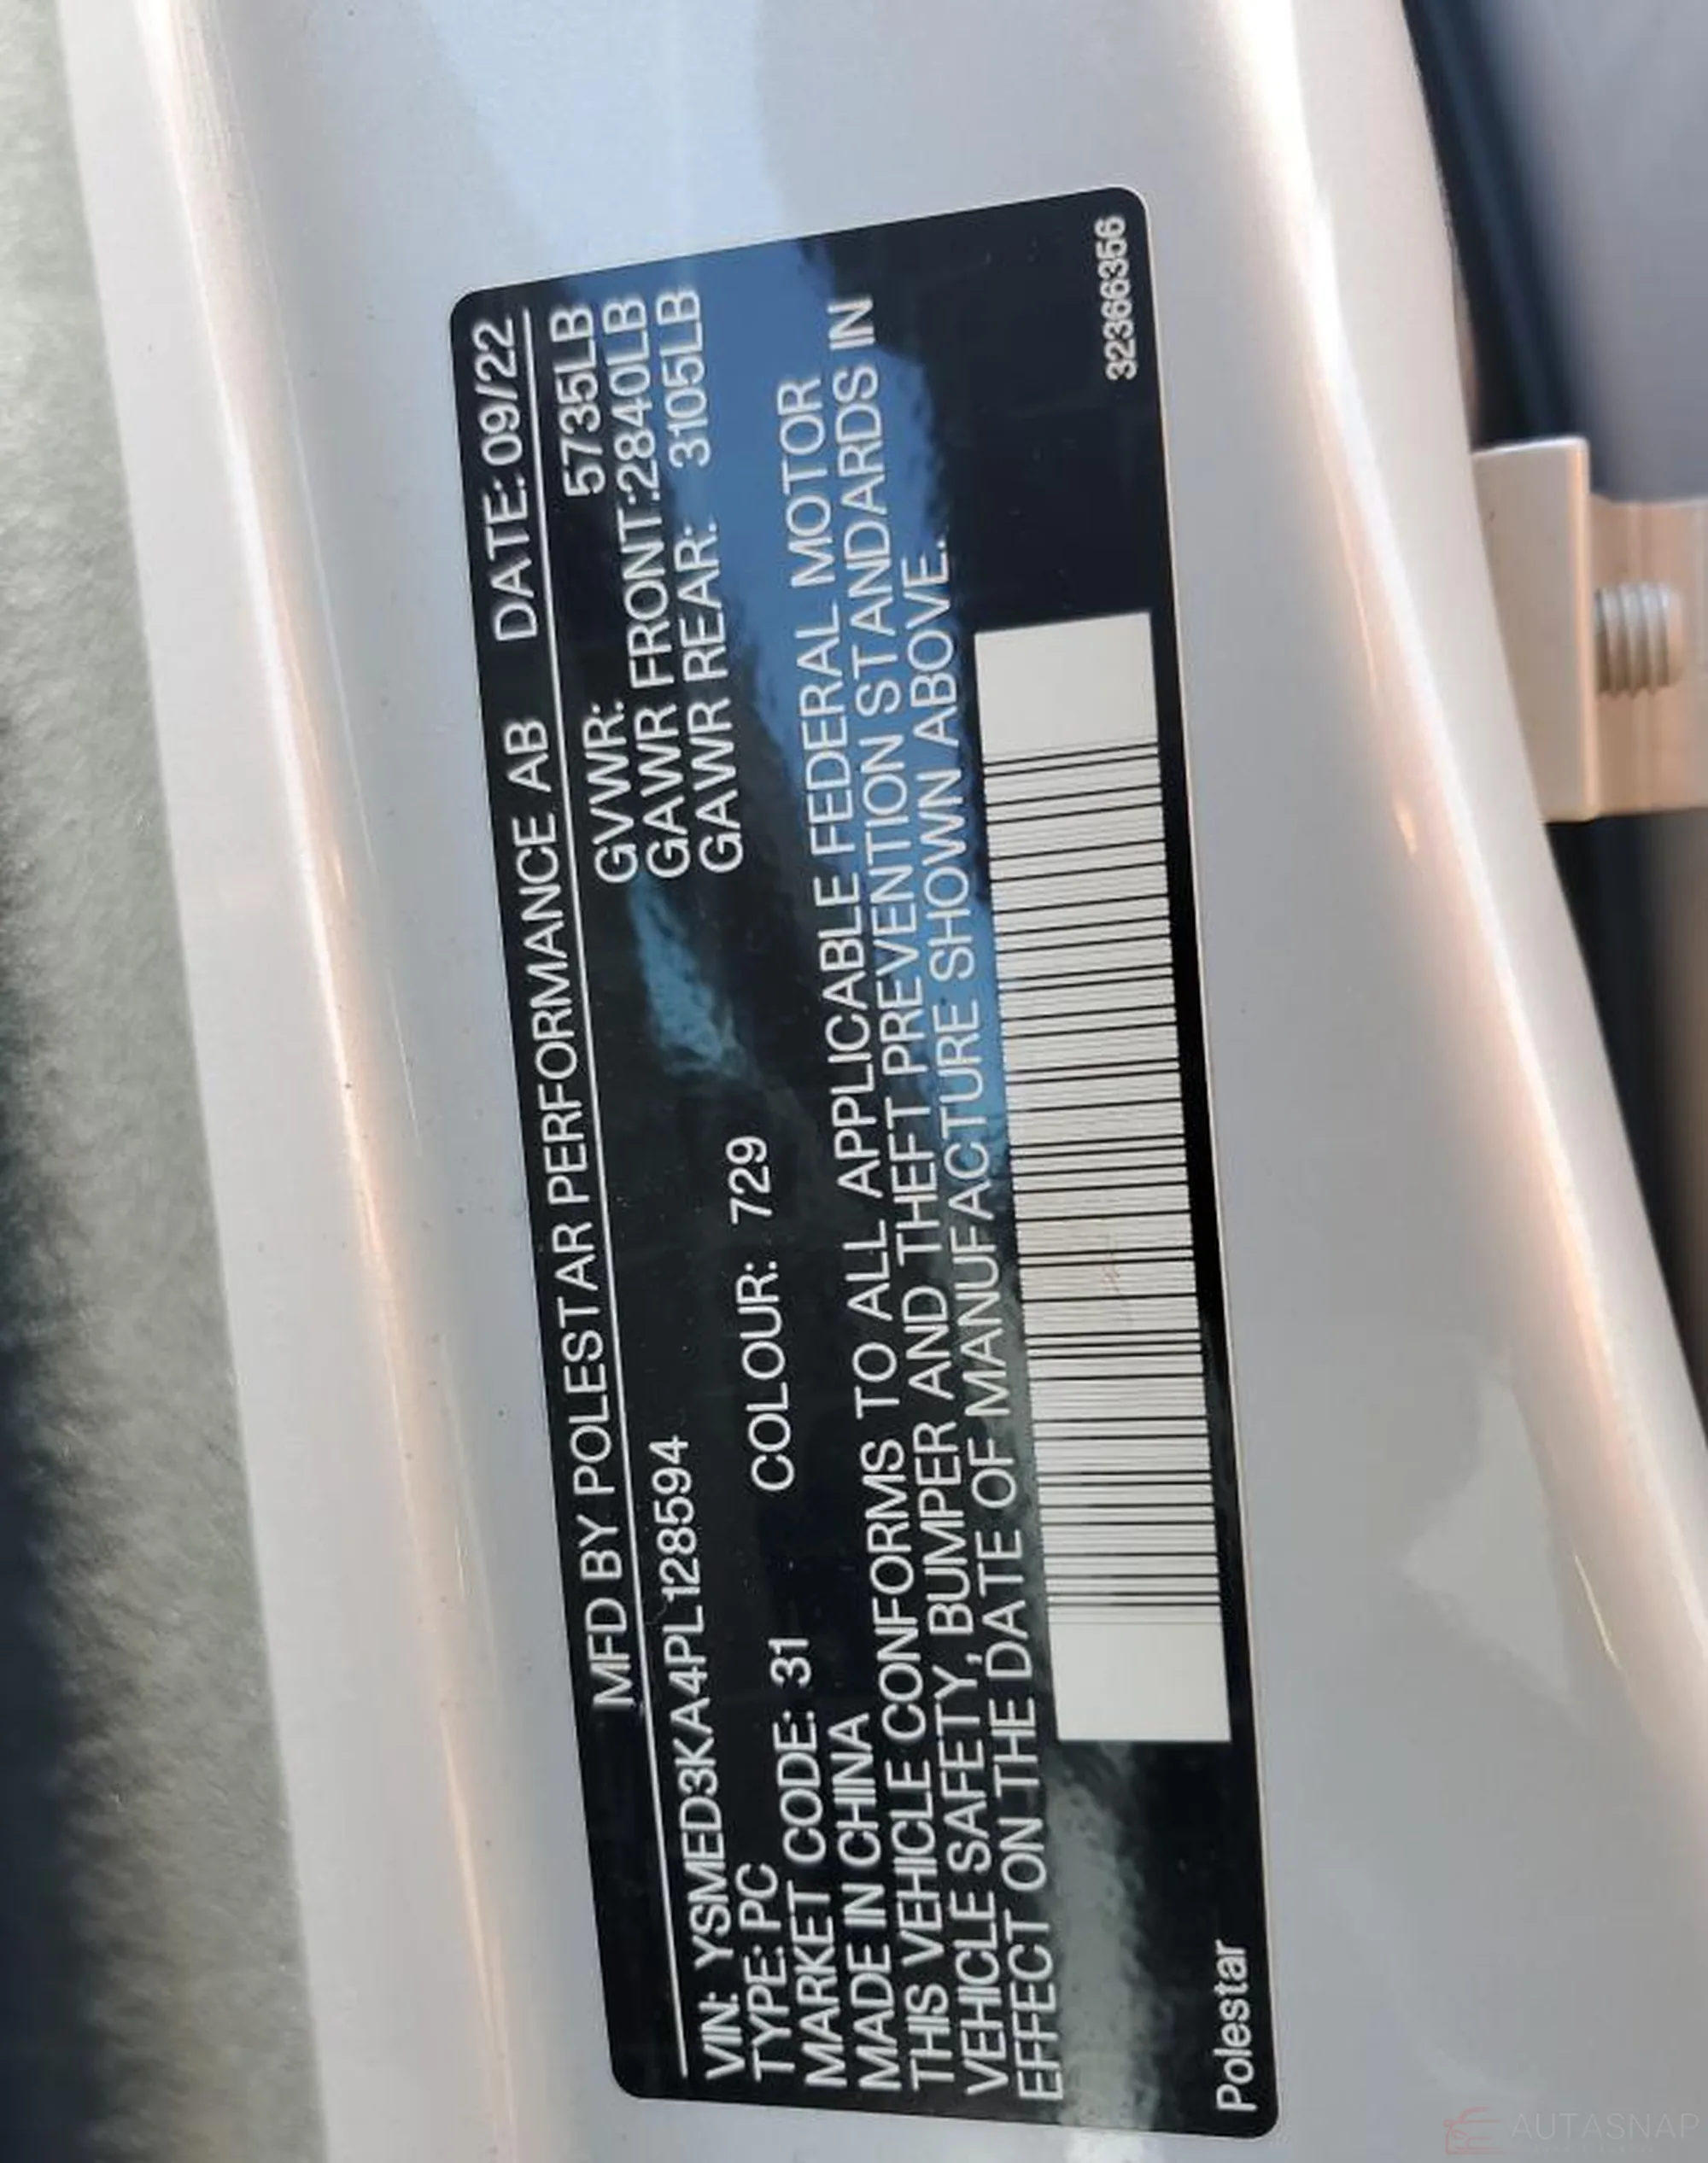 MFD BY POLESTAR PERFORMANCE AB DATE: 09/22
VIN: YSMED3KA4PL128594 GVWR: 5735LB
TYPE: PC GAWR FRONT:2840LB
MARKET CODE: 31 COLOUR: 729 GAWR REAR: 3105LB
MADE IN CHINA
THIS VEHICLE CONFORMS TO ALL APPLICABLE FEDERAL MOTOR
VEHICLE SAFETY, BUMPER AND THEFT PREVENTION STANDARDS IN
EFFECT ON THE DATE OF MANUFACTURE SHOWN ABOVE.
Polestar 32366356
AUTASNAP